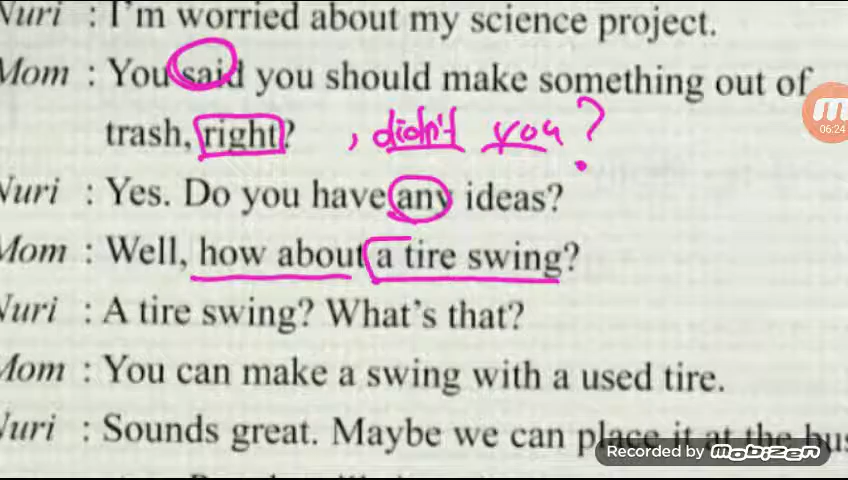 Nuri : I'm worried about my science project.
Mom : You said you should make something out of
trash, right? , didn't you?
Nuri : Yes. Do you have any ideas?
Mom : Well, how about a tire swing?
Nuri : A tire swing? What's that?
Mom : You can make a swing with a used tire.
Nuri : Sounds great. Maybe we can place it at the bus
06:24
Recorded by mobizen